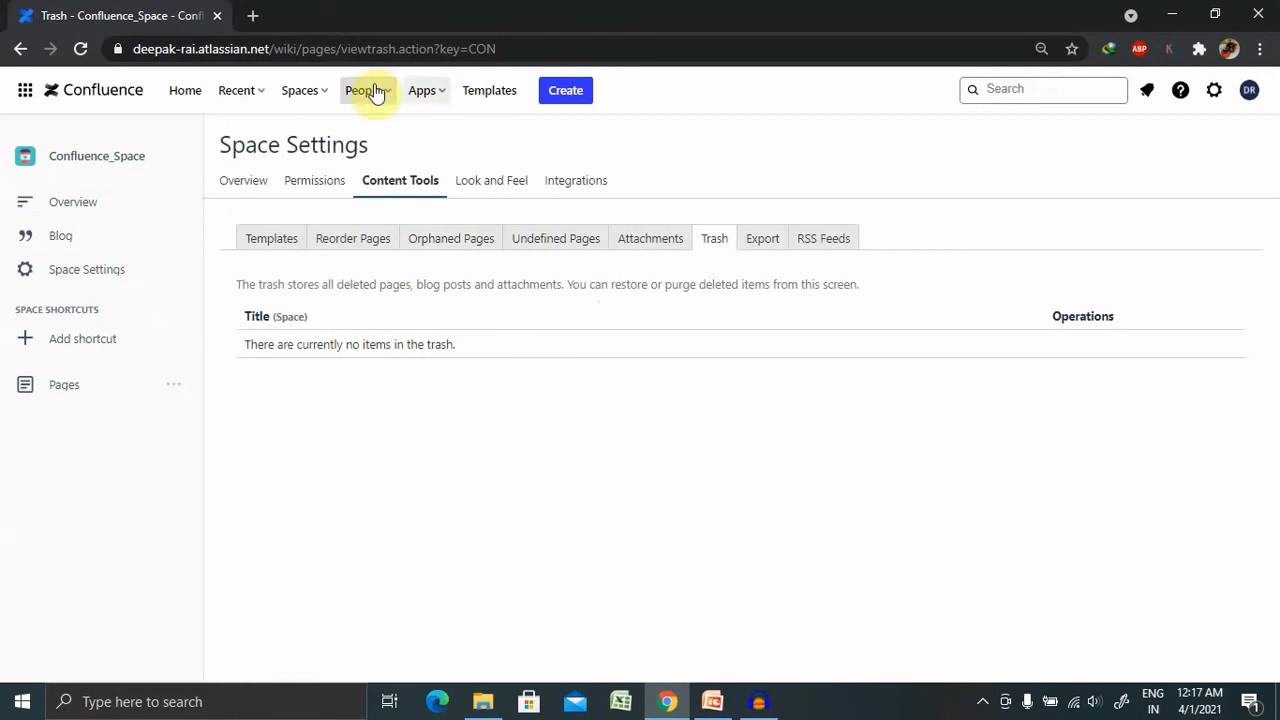 Trash - Confluence_Space - Confl
deepak-rai.atlassian.net/wiki/pages/viewtrash.action?key=CON
ABP
K
Confluence
Home
Recent
Spaces
Apps
Templates
Create
Search
DR
Confluence_Space
Overview
Blog
Space Settings
SPACE SHORTCUTS
Add shortcut
Pages
Space Settings
Overview
Permissions
Content Tools
Look and Feel
Integrations
Templates
Reorder Pages
Orphaned Pages
Undefined Pages
Attachments
Trash
Export
RSS Feeds
The trash stores all deleted pages, blog posts and attachments. You can restore or purge deleted items from this screen.
Title (Space)
Operations
There are currently no items in the trash.
Type here to search
ENG
IN
12:17 AM
4/1/2021
1